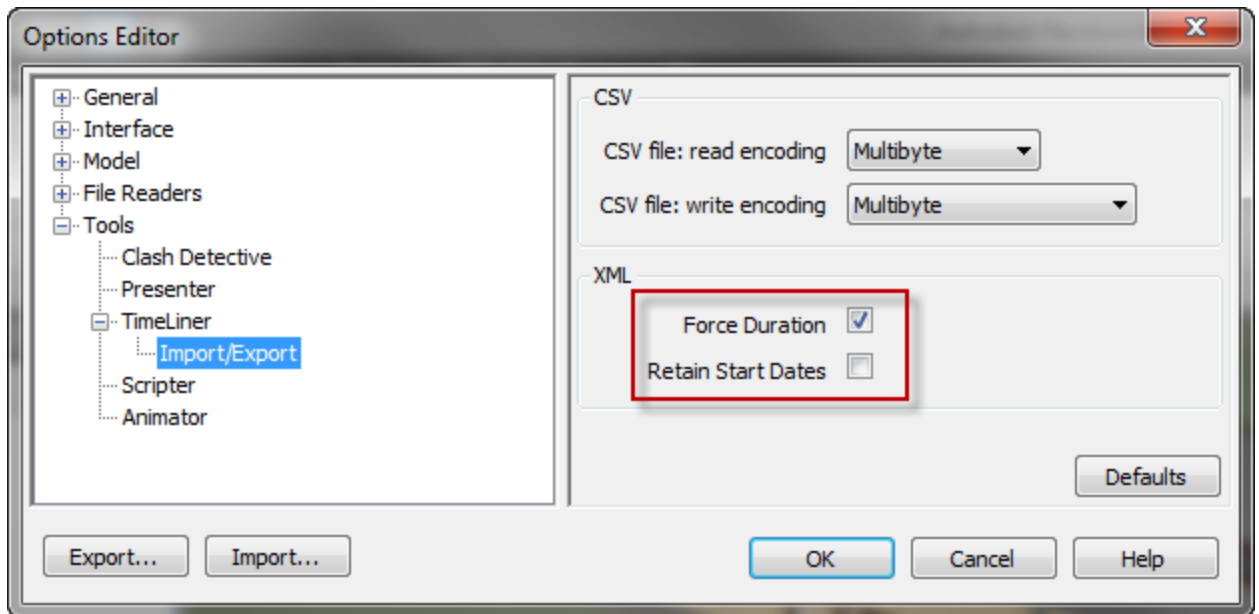 Options Editor
General
Interface
Model
File Readers
Tools
Clash Detective
Presenter
TimeLiner
Import/Export
Scripter
Animator
CSV
CSV file: read encoding Multibyte
CSV file: write encoding Multibyte
XML
Force Duration
Retain Start Dates
Defaults
Export... Import... OK Cancel Help